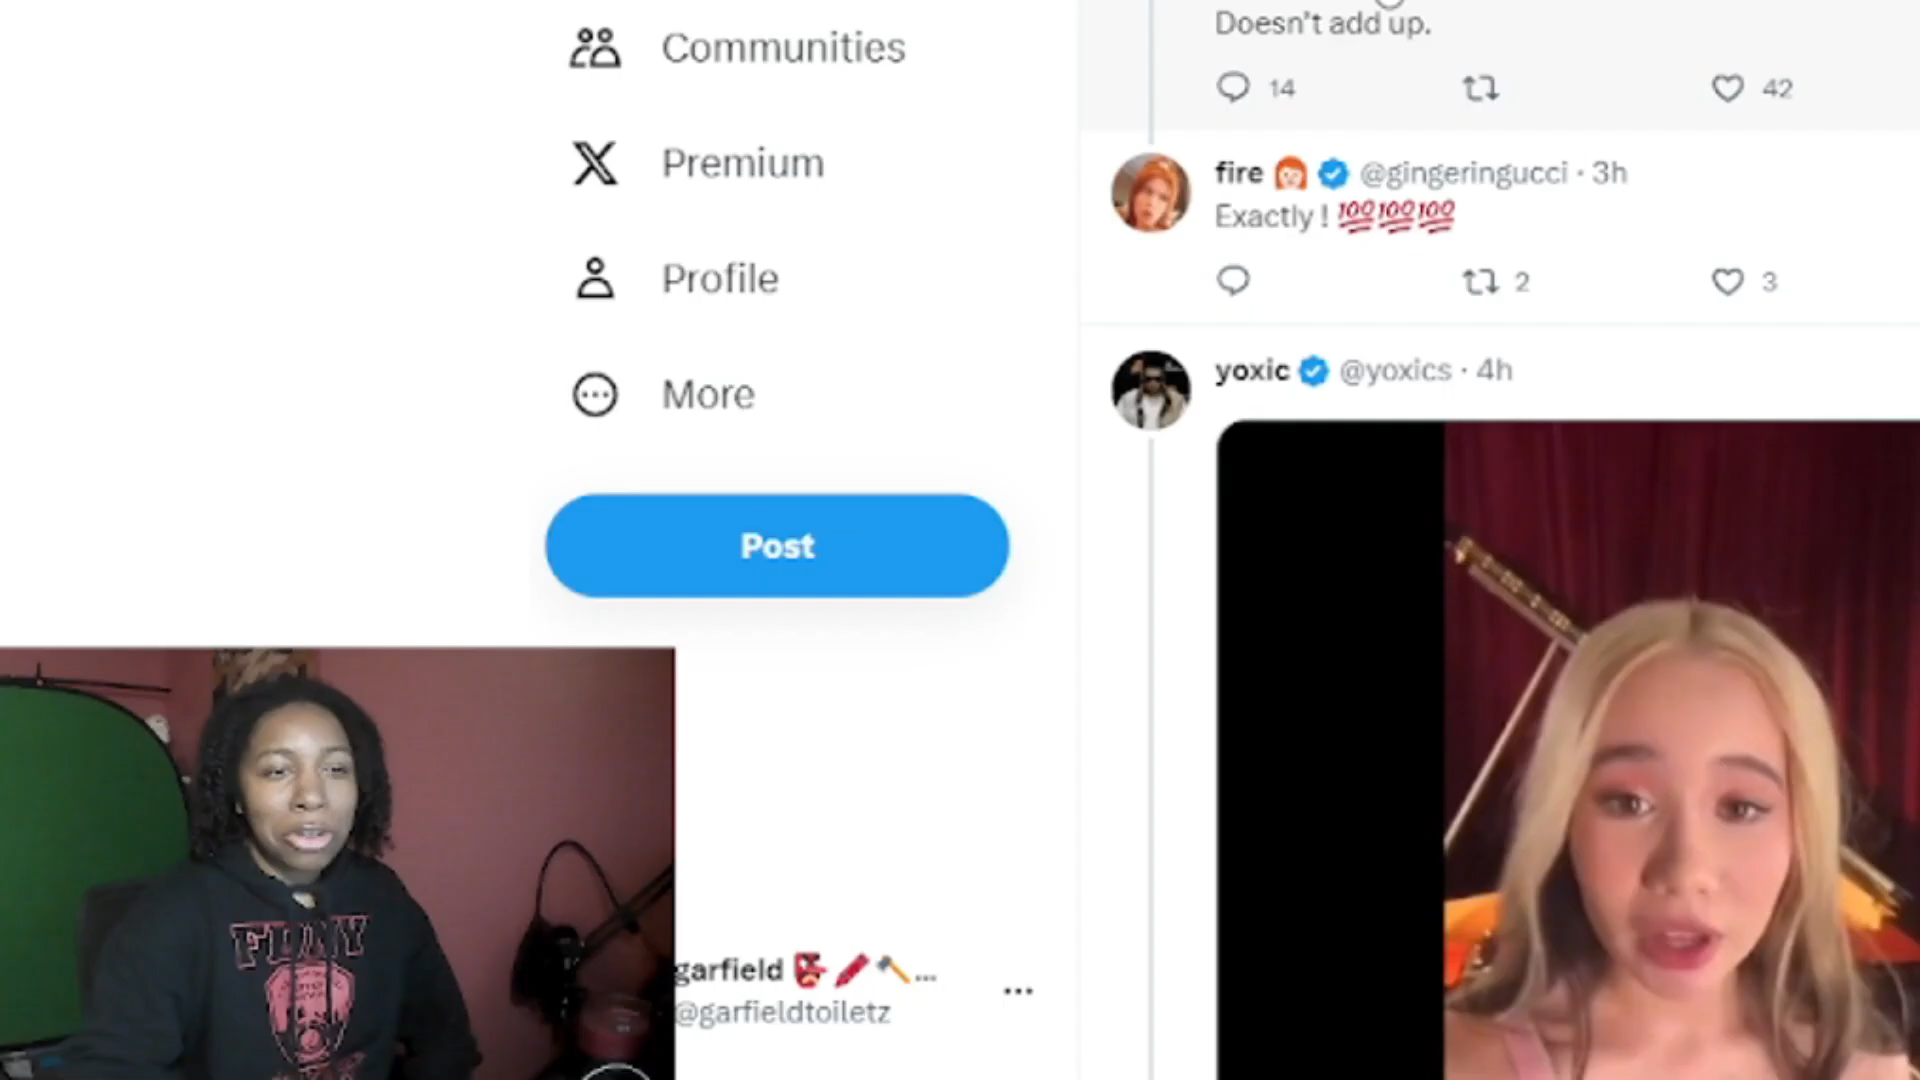 Communities
Premium
Profile
More
Post
garfield ...
@garfieldtoiletz
Doesn't add up.
14 42
fire @gingeringucci · 3h
Exactly ! 💯💯💯
2 3
yoxic @yoxics · 4h
FDNY